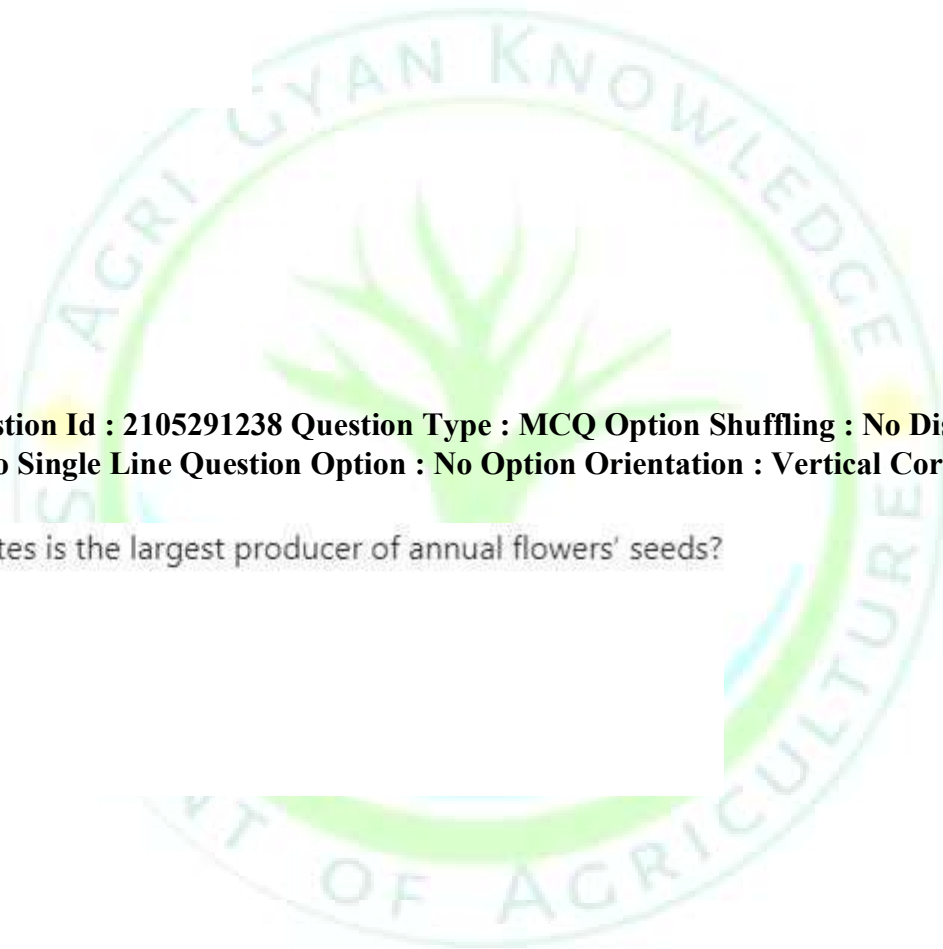 AGRI GYAN KNOWLEDGE
stion Id : 2105291238 Question Type : MCQ Option Shuffling : No Dis
o Single Line Question Option : No Option Orientation : Vertical Cor
tes is the largest producer of annual flowers' seeds?
OF AGRICULTURE